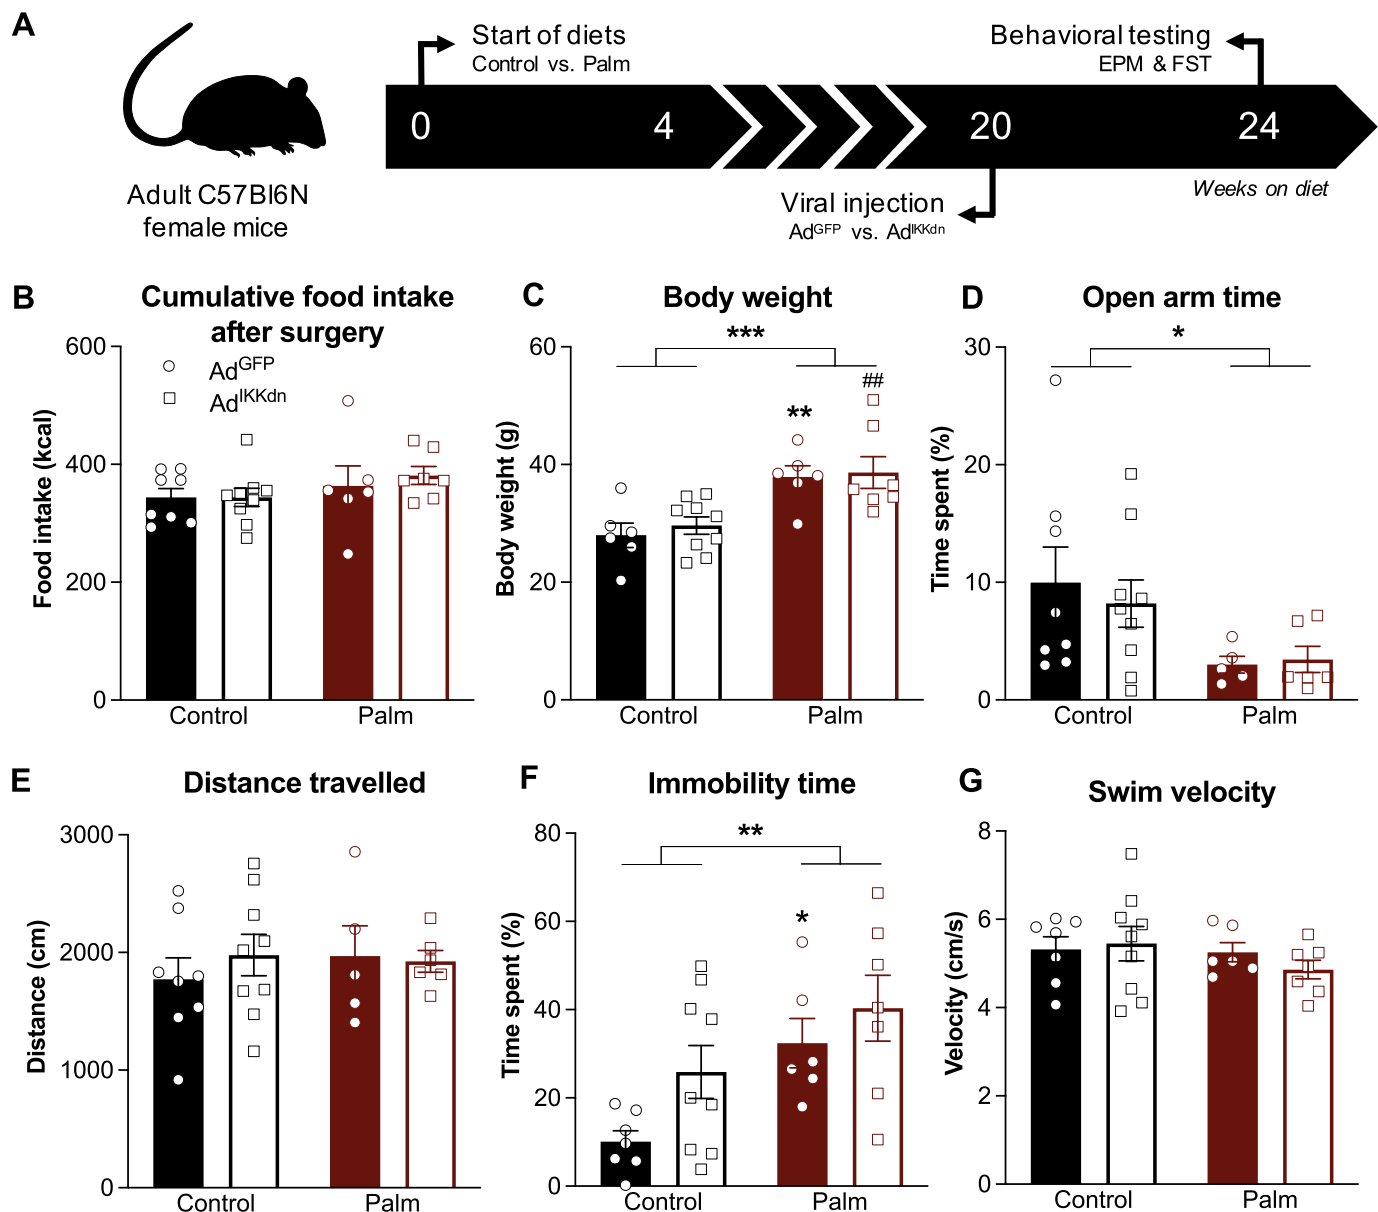 A
Start of diets
Control vs. Palm
Behavioral testing
EPM & FST
0
4
20
24
Adult C57Bl6N
female mice
Weeks on diet
Viral injection
AdGFP vs. AdIKKdn
B
Cumulative food intake
after surgery
AdGFP
AdIKKdn
Food intake (kcal)
600
400
200
0
Control
Palm
C
Body weight
***
##
**
Body weight (g)
60
40
20
0
Control
Palm
D
Open arm time
*
Time spent (%)
30
20
10
0
Control
Palm
E
Distance travelled
Distance (cm)
3000
2000
1000
0
Control
Palm
F
Immobility time
**
*
Time spent (%)
80
60
40
20
0
Control
Palm
G
Swim velocity
Velocity (cm/s)
8
6
4
2
0
Control
Palm